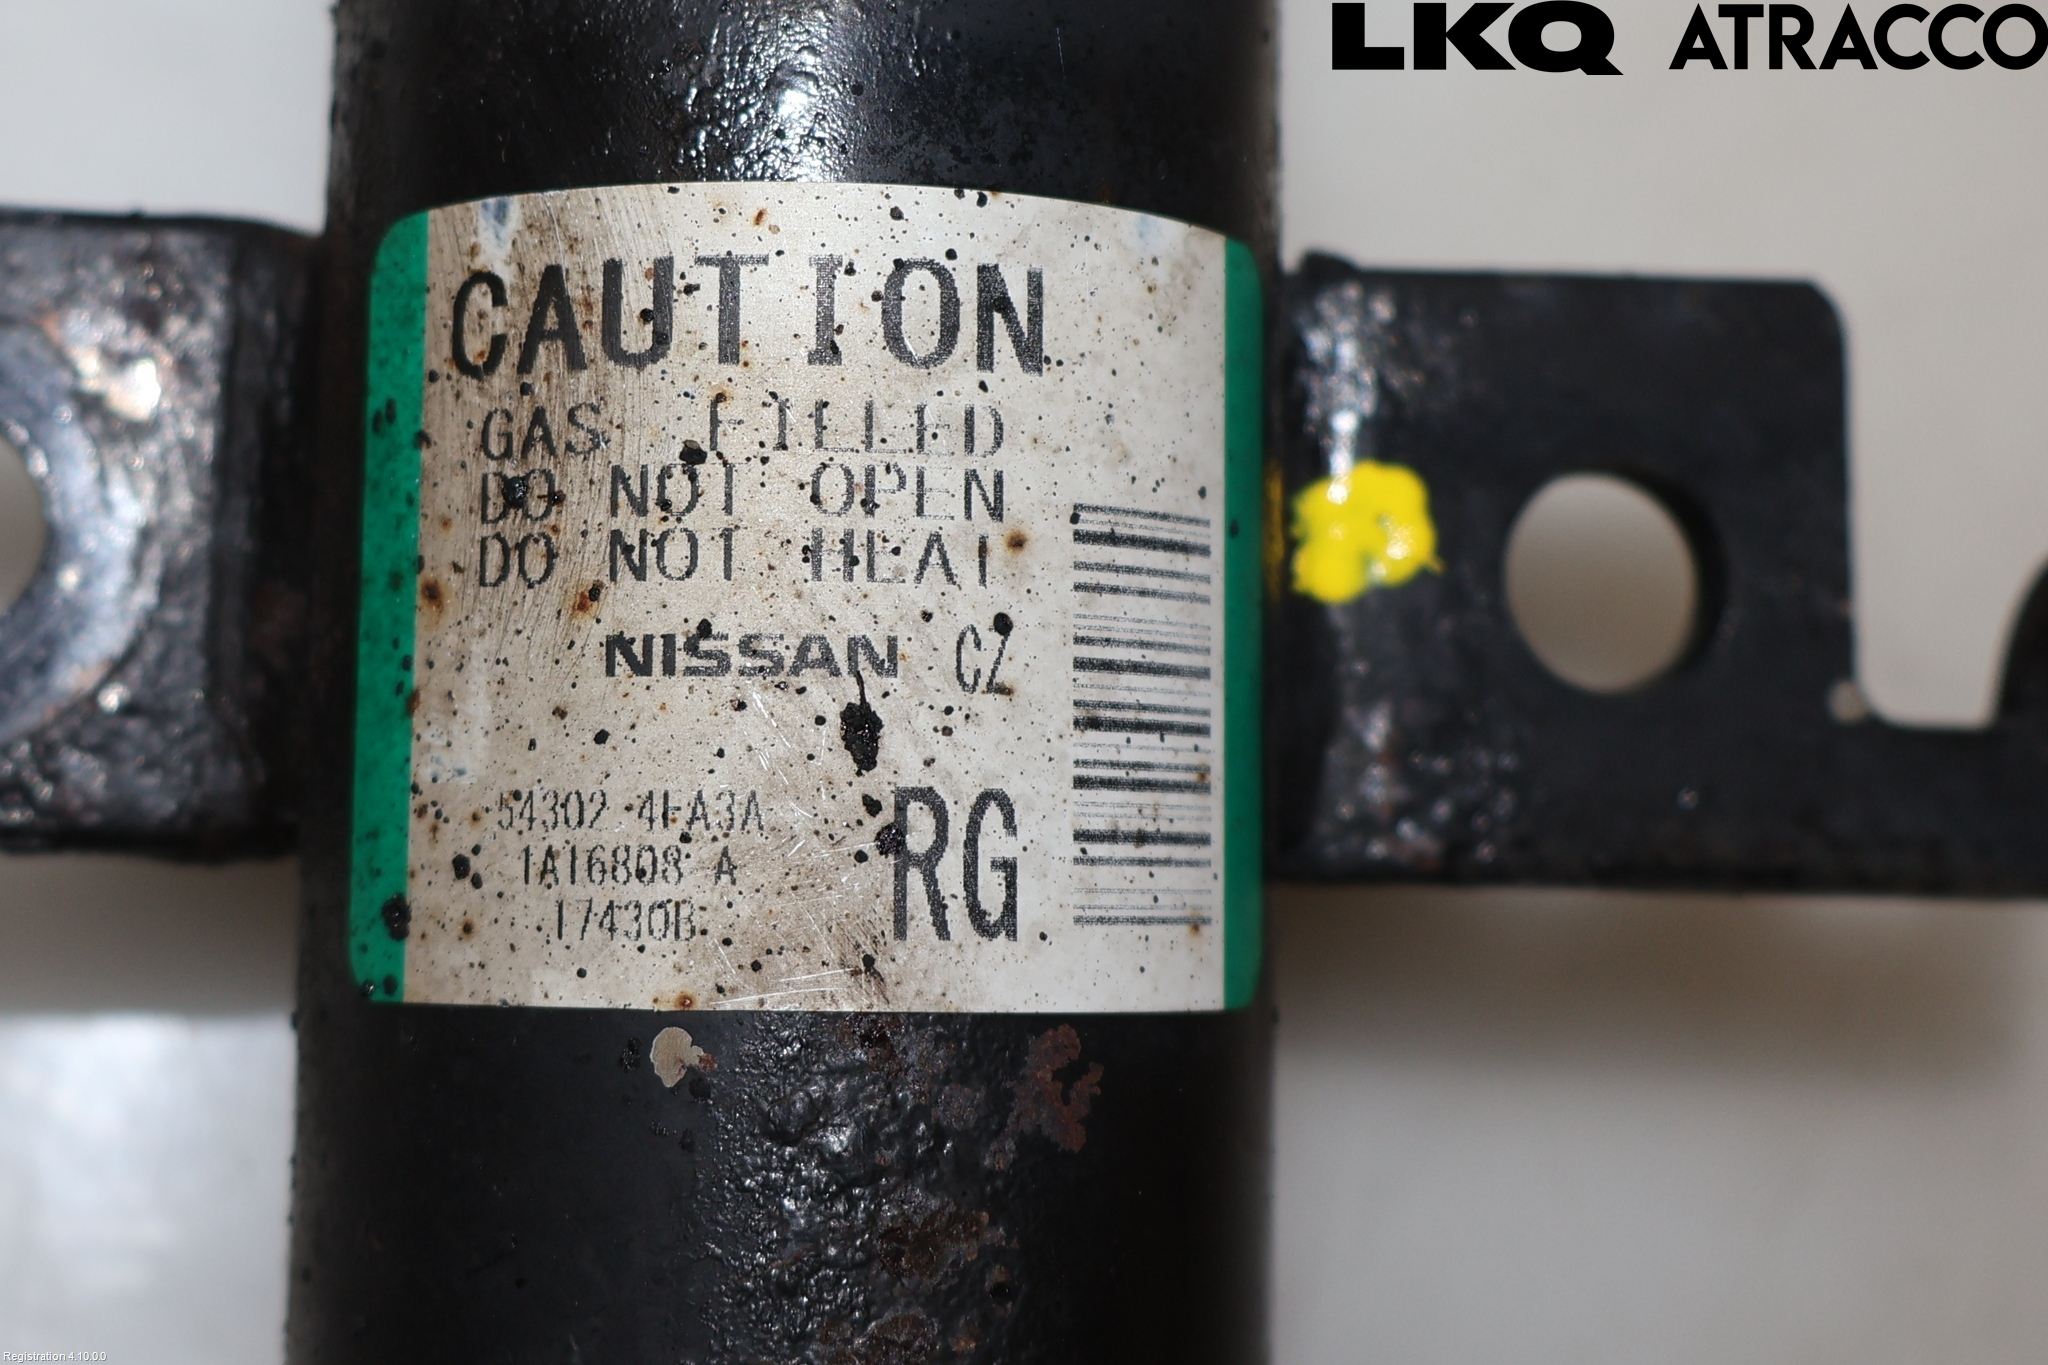 LKQ ATRACCO
CAUTION
GAS FILLED
DO NOT OPEN
DO NOT HEAT
NISSAN CZ
54302-4EA3A
1A16808 A
17430B
RG
Registration 4.10.0.0